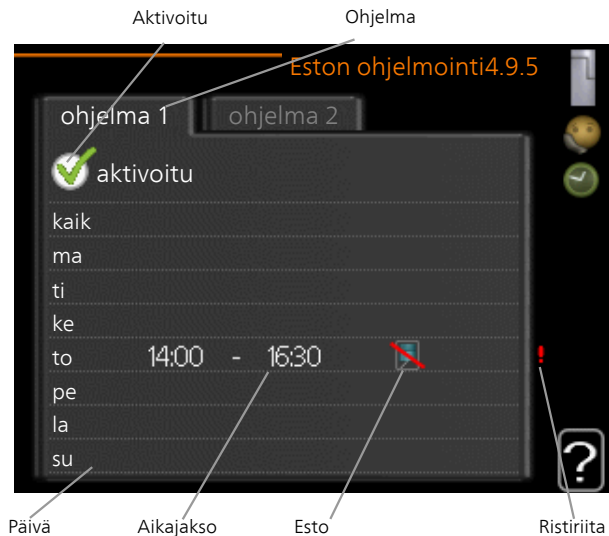 Aktivoitu Ohjelma
Eston ohjelmointi4.9.5
ohjelma 1 ohjelma 2
aktivoitu
kaik
ma
ti
ke
to 14:00 - 16:30 !
pe
la
su
?
Päivä Aikajakso Esto Ristiriita